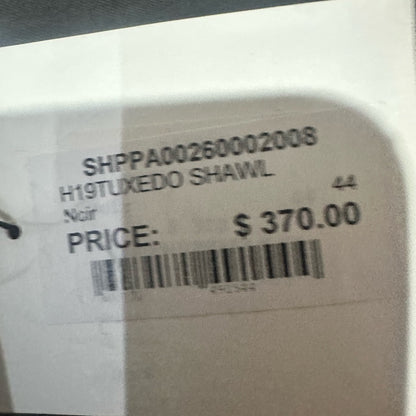 SHPPA00260002008
H19TUXEDO SHAWL
Noir 44
PRICE: $ 370.00